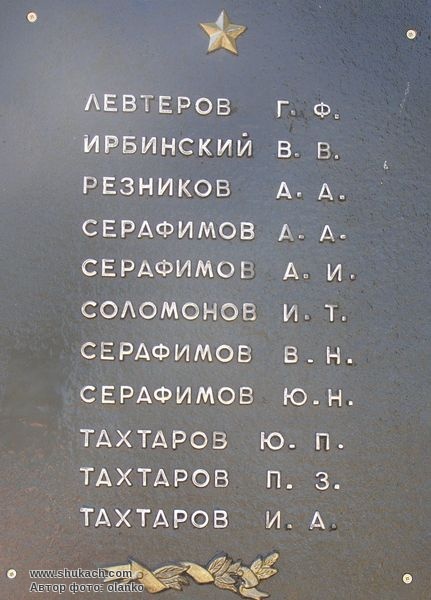 ЛЕВТЕРОВ Г. Ф.
ИРБИНСКИЙ В. В.
РЕЗНИКОВ А. А.
СЕРАФИМОВ А. А.
СЕРАФИМОВ А. И.
СОЛОМОНОВ И. Т.
СЕРАФИМОВ В. Н.
СЕРАФИМОВ Ю. Н.
ТАХТАРОВ Ю. П.
ТАХТАРОВ П. З.
ТАХТАРОВ И. А.
www.shukach.com
Автор фото: olanko